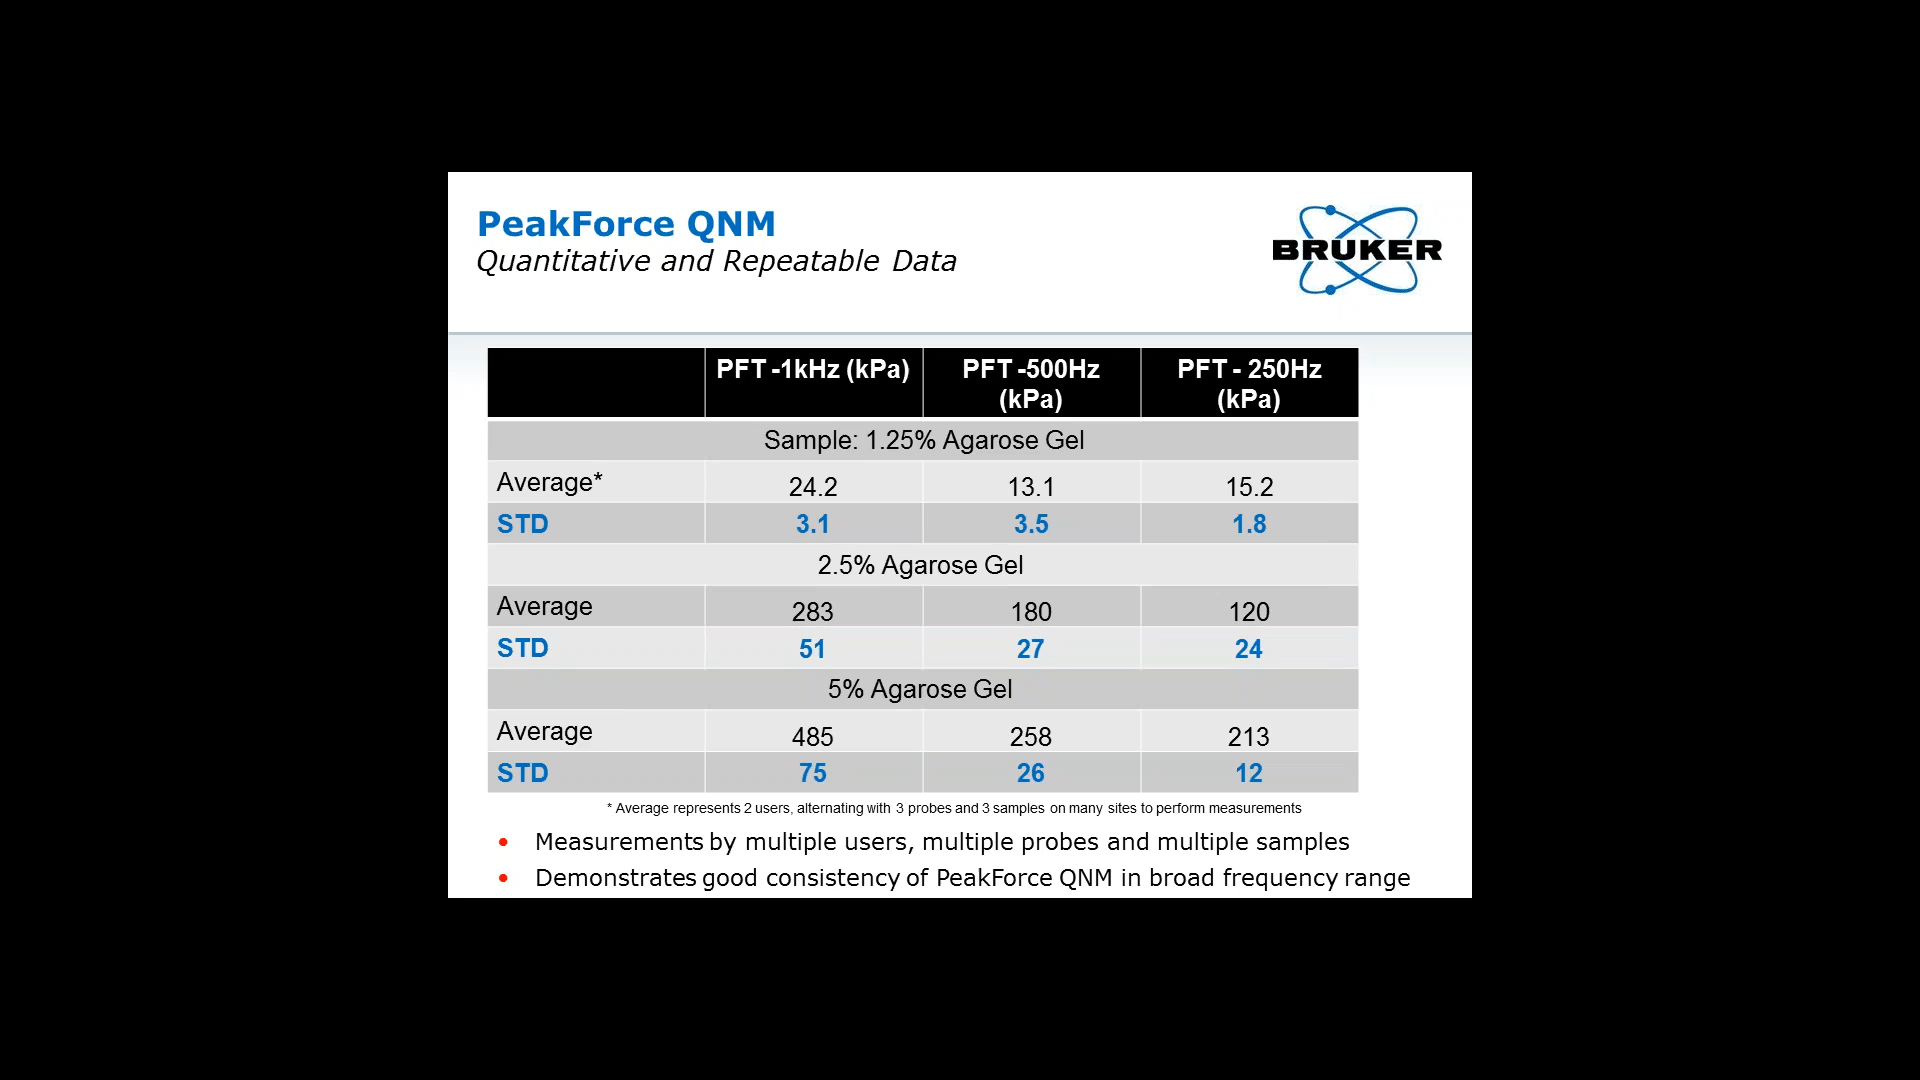 PeakForce QNM
Quantitative and Repeatable Data
BRUKER
PFT -1kHz (kPa) PFT -500Hz (kPa) PFT - 250Hz (kPa)
Sample: 1.25% Agarose Gel
Average* 24.2 13.1 15.2
STD 3.1 3.5 1.8
2.5% Agarose Gel
Average 283 180 120
STD 51 27 24
5% Agarose Gel
Average 485 258 213
STD 75 26 12
* Average represents 2 users, alternating with 3 probes and 3 samples on many sites to perform measurements
• Measurements by multiple users, multiple probes and multiple samples
• Demonstrates good consistency of PeakForce QNM in broad frequency range